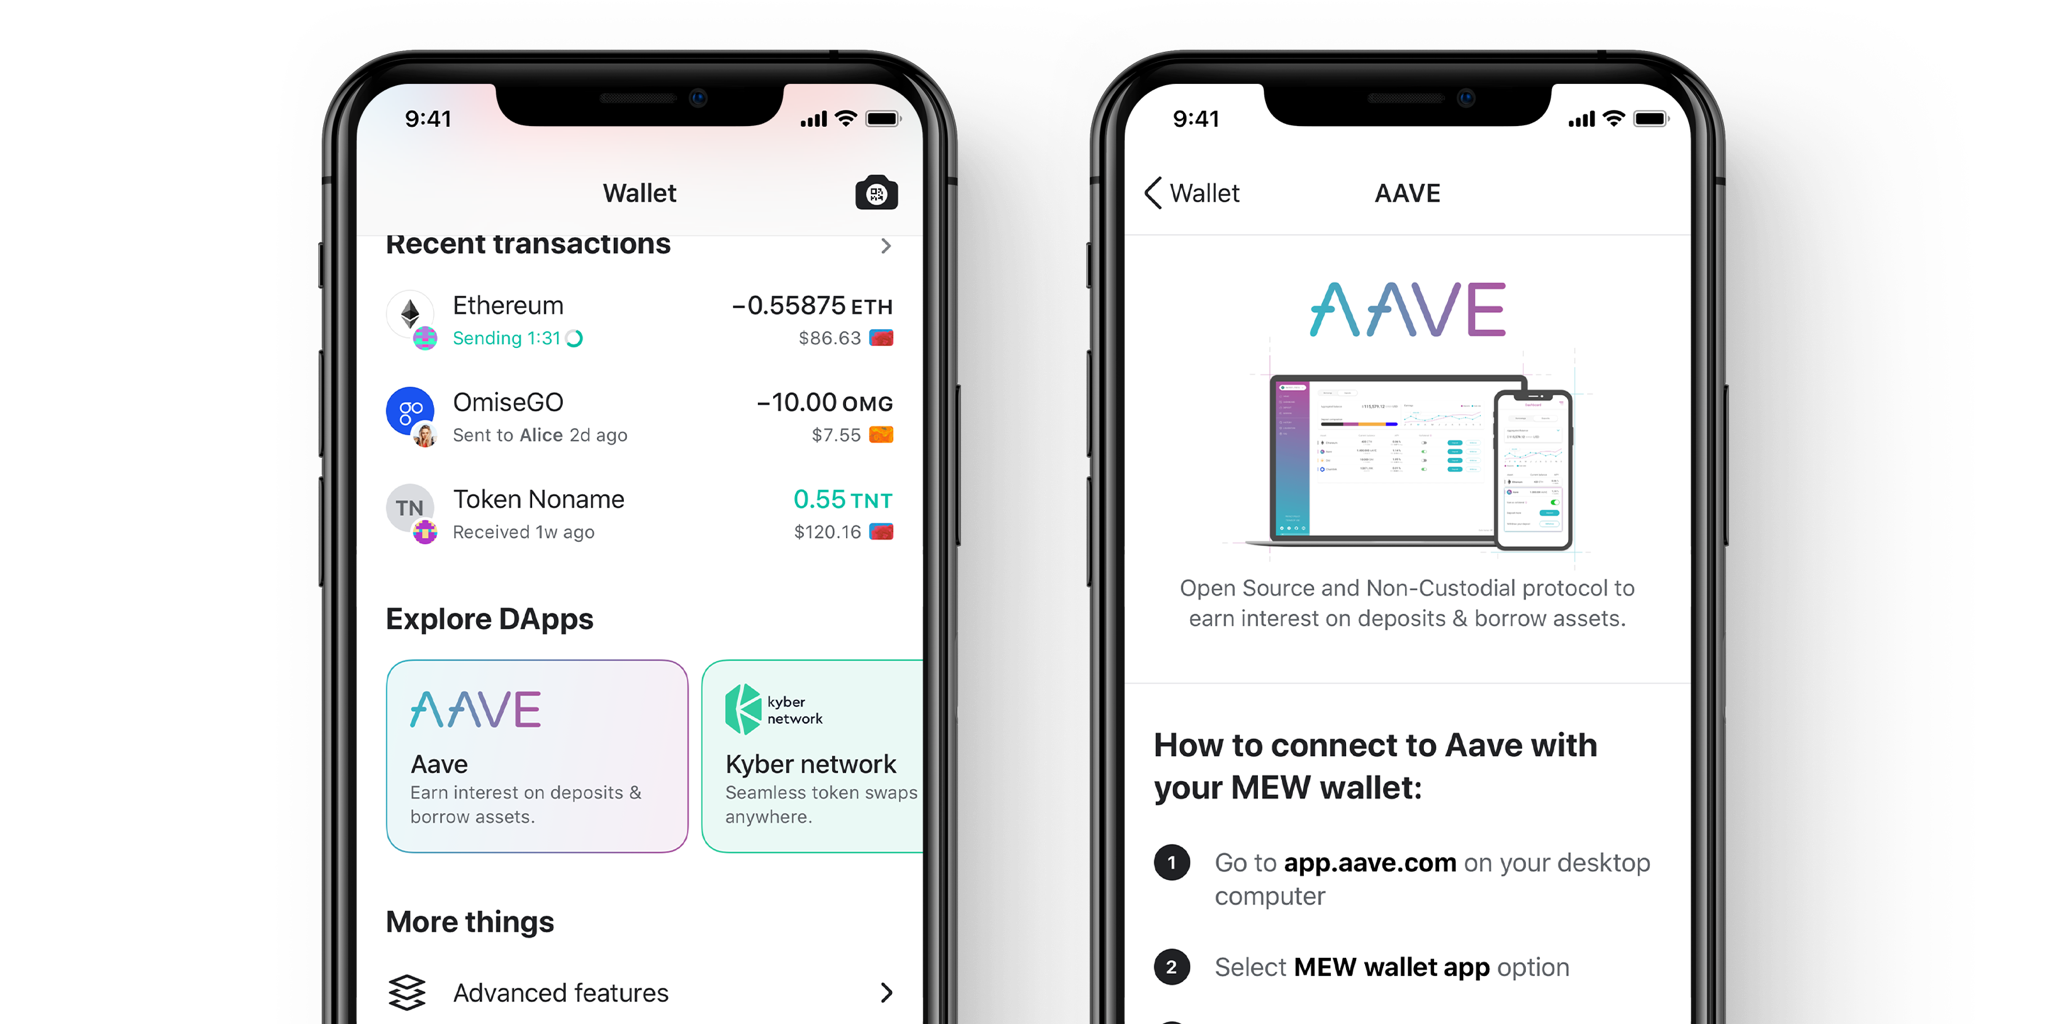 9:41
Wallet
Recent transactions
Ethereum
−0.55875 ETH
Sending 1:31
$86.63
go
OmiseGO
−10.00 OMG
Sent to Alice 2d ago
$7.55
TN
Token Noname
0.55 TNT
Received 1w ago
$120.16
Explore DApps
AAVE
Aave
Earn interest on deposits &
borrow assets.
kyber
network
Kyber network
Seamless token swaps
anywhere.
More things
Advanced features
9:41
Wallet
AAVE
AAVE
Open Source and Non-Custodial protocol to
earn interest on deposits & borrow assets.
How to connect to Aave with
your MEW wallet:
1
Go to app.aave.com on your desktop
computer
2
Select MEW wallet app option